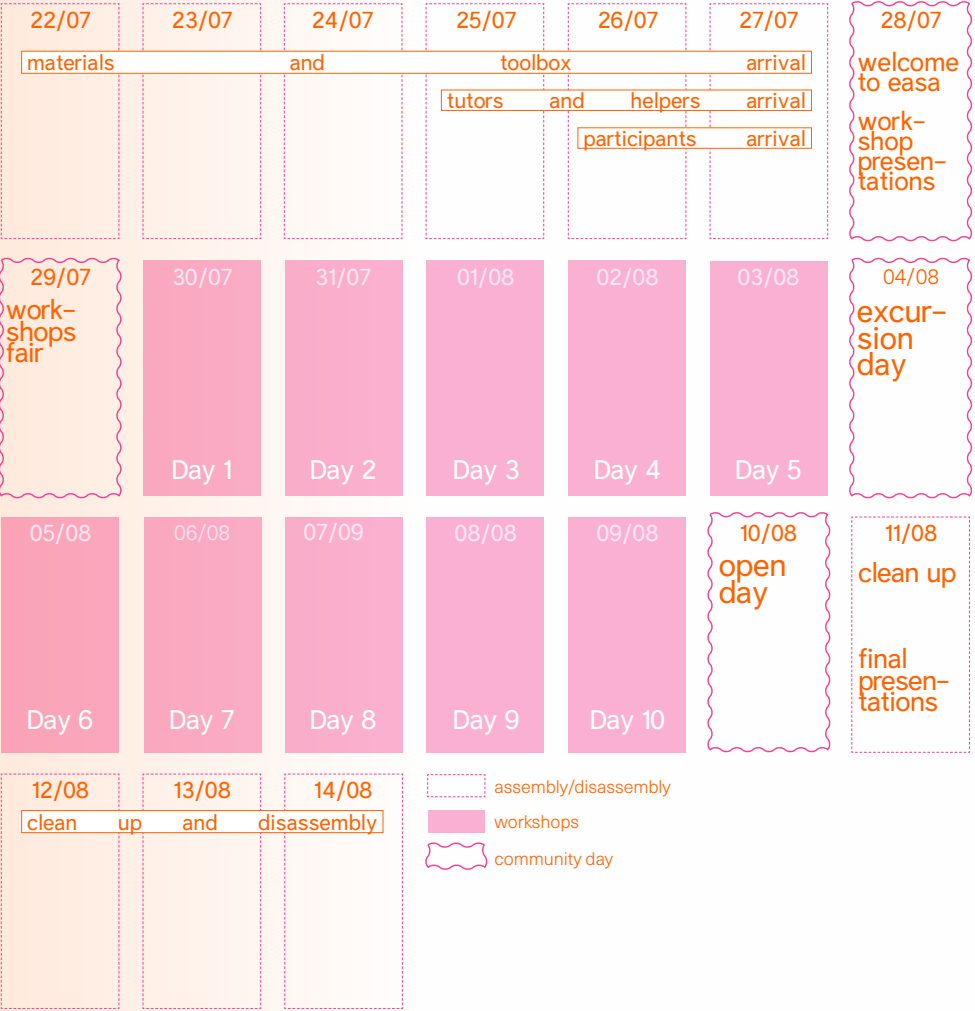 22/07 23/07 24/07 25/07 26/07 27/07 28/07
materials and toolbox arrival
tutors and helpers arrival
participants arrival
welcome
to easa
work–
shop
presen–
tations
29/07 30/07 31/07 01/08 02/08 03/08 04/08
work–
shops
fair
excur–
sion
day
Day 1 Day 2 Day 3 Day 4 Day 5
05/08 06/08 07/09 08/08 09/08 10/08 11/08
open
day
clean up
final
presen–
tations
Day 6 Day 7 Day 8 Day 9 Day 10
12/08 13/08 14/08
clean up and disassembly
assembly/disassembly
workshops
community day